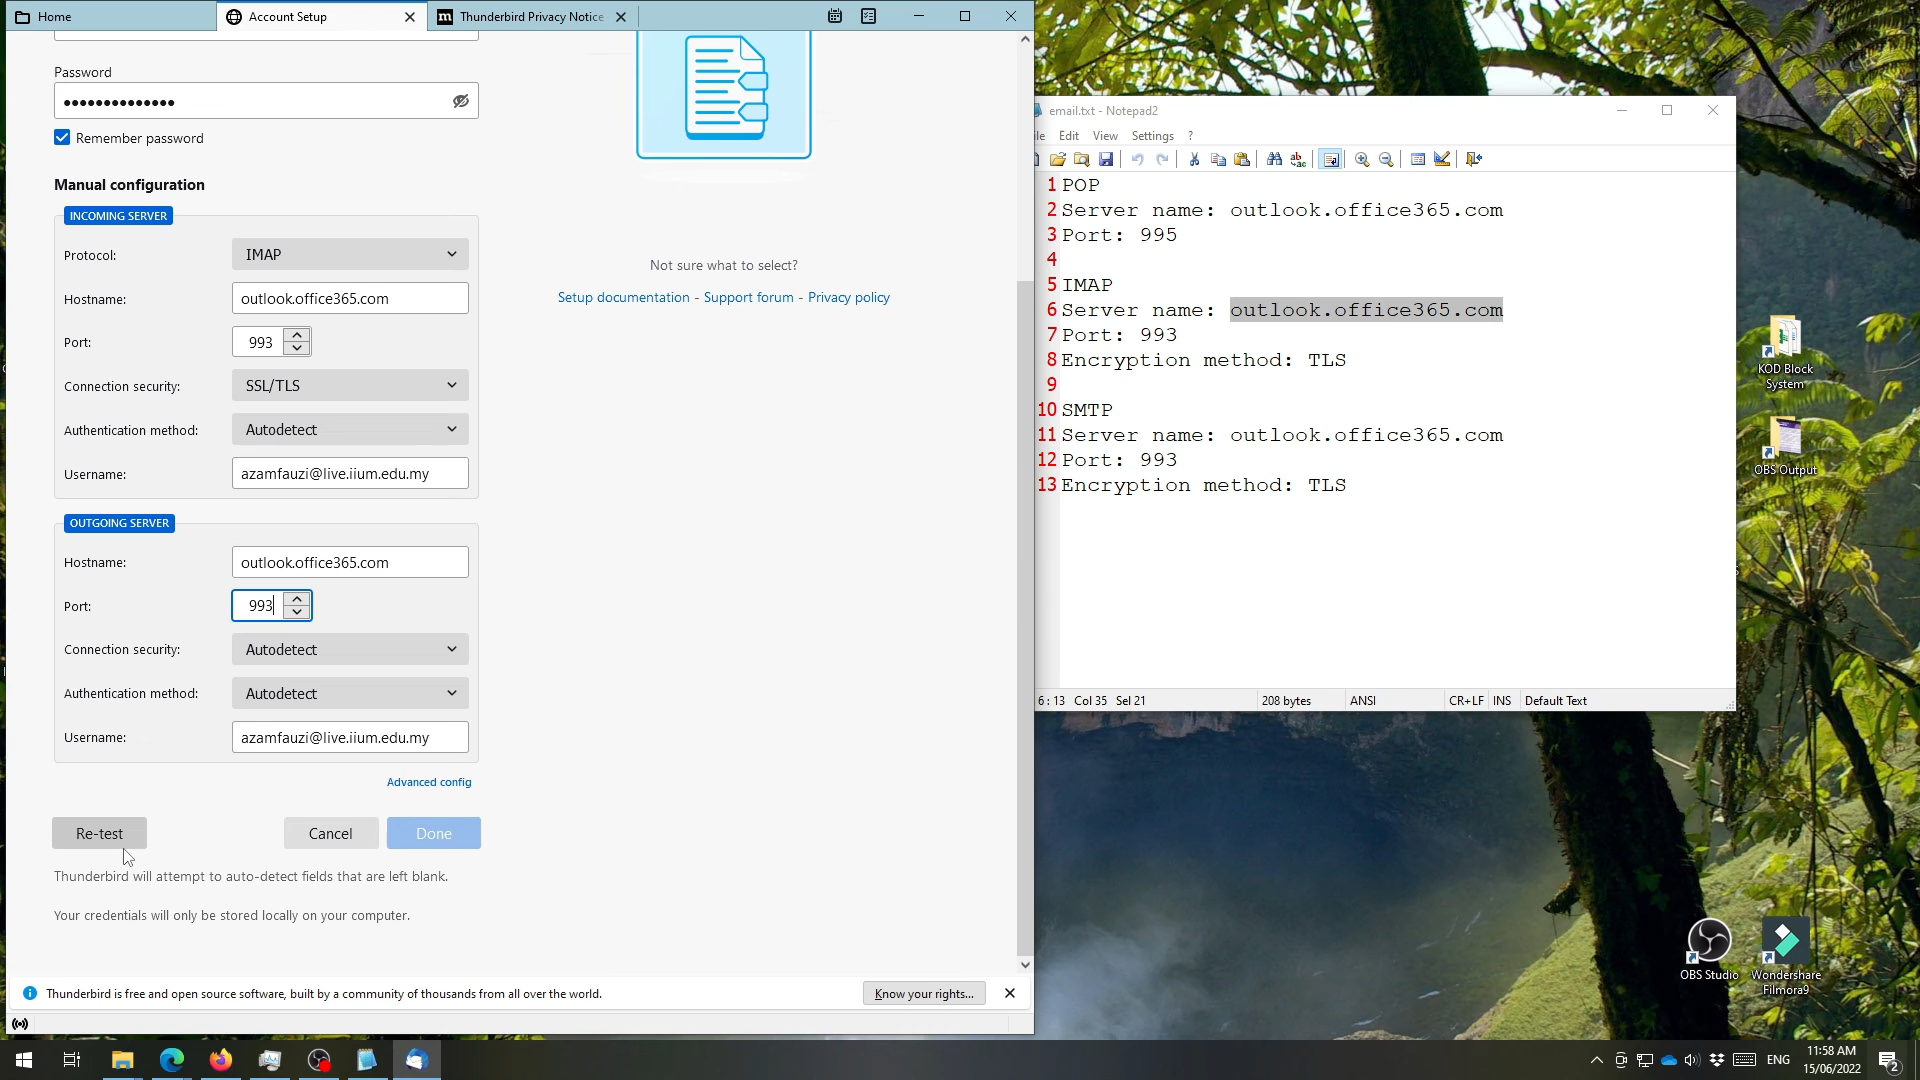 Home
Account Setup
Thunderbird Privacy Notice
Password
••••••••••••••
Remember password
Manual configuration
INCOMING SERVER
Protocol:
IMAP
Hostname:
outlook.office365.com
Port:
993
Connection security:
SSL/TLS
Authentication method:
Autodetect
Username:
azamfauzi@live.iium.edu.my
OUTGOING SERVER
Hostname:
outlook.office365.com
Port:
993
Connection security:
Autodetect
Authentication method:
Autodetect
Username:
azamfauzi@live.iium.edu.my
Advanced config
Re-test
Cancel
Done
Thunderbird will attempt to auto-detect fields that are left blank.
Your credentials will only be stored locally on your computer.
Not sure what to select?
Setup documentation - Support forum - Privacy policy
Thunderbird is free and open source software, built by a community of thousands from all over the world.
Know your rights...
email.txt - Notepad2
Edit View Settings ?
1 POP
2 Server name: outlook.office365.com
3 Port: 995
4
5 IMAP
6 Server name: outlook.office365.com
7 Port: 993
8 Encryption method: TLS
9
10 SMTP
11 Server name: outlook.office365.com
12 Port: 993
13 Encryption method: TLS
6 : 13 Col 35 Sel 21
208 bytes
ANSI
CR+LF INS Default Text
KOD Block
System
OBS Output
OBS Studio
Wondershare
Filmora9
ENG
11:58 AM
15/06/2022
2